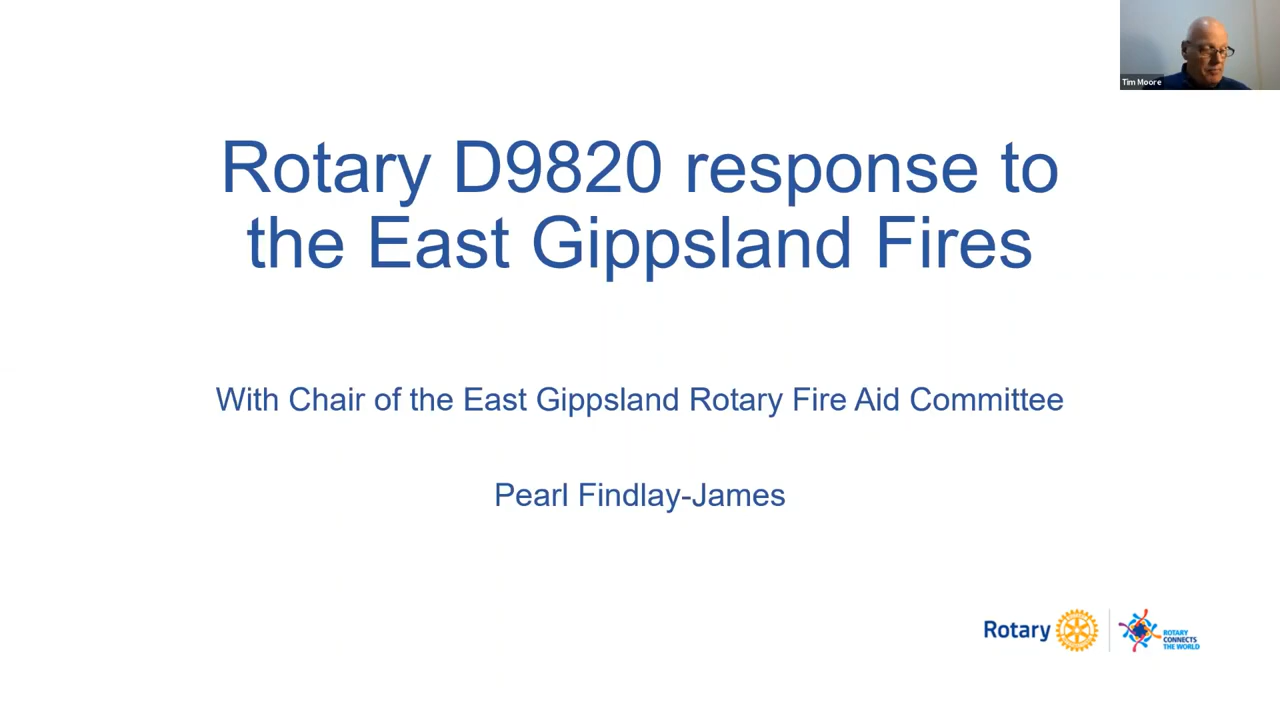 Tim Moore
Rotary D9820 response to
the East Gippsland Fires
With Chair of the East Gippsland Rotary Fire Aid Committee
Pearl Findlay-James
Rotary
ROTARY
CONNECTS
THE WORLD